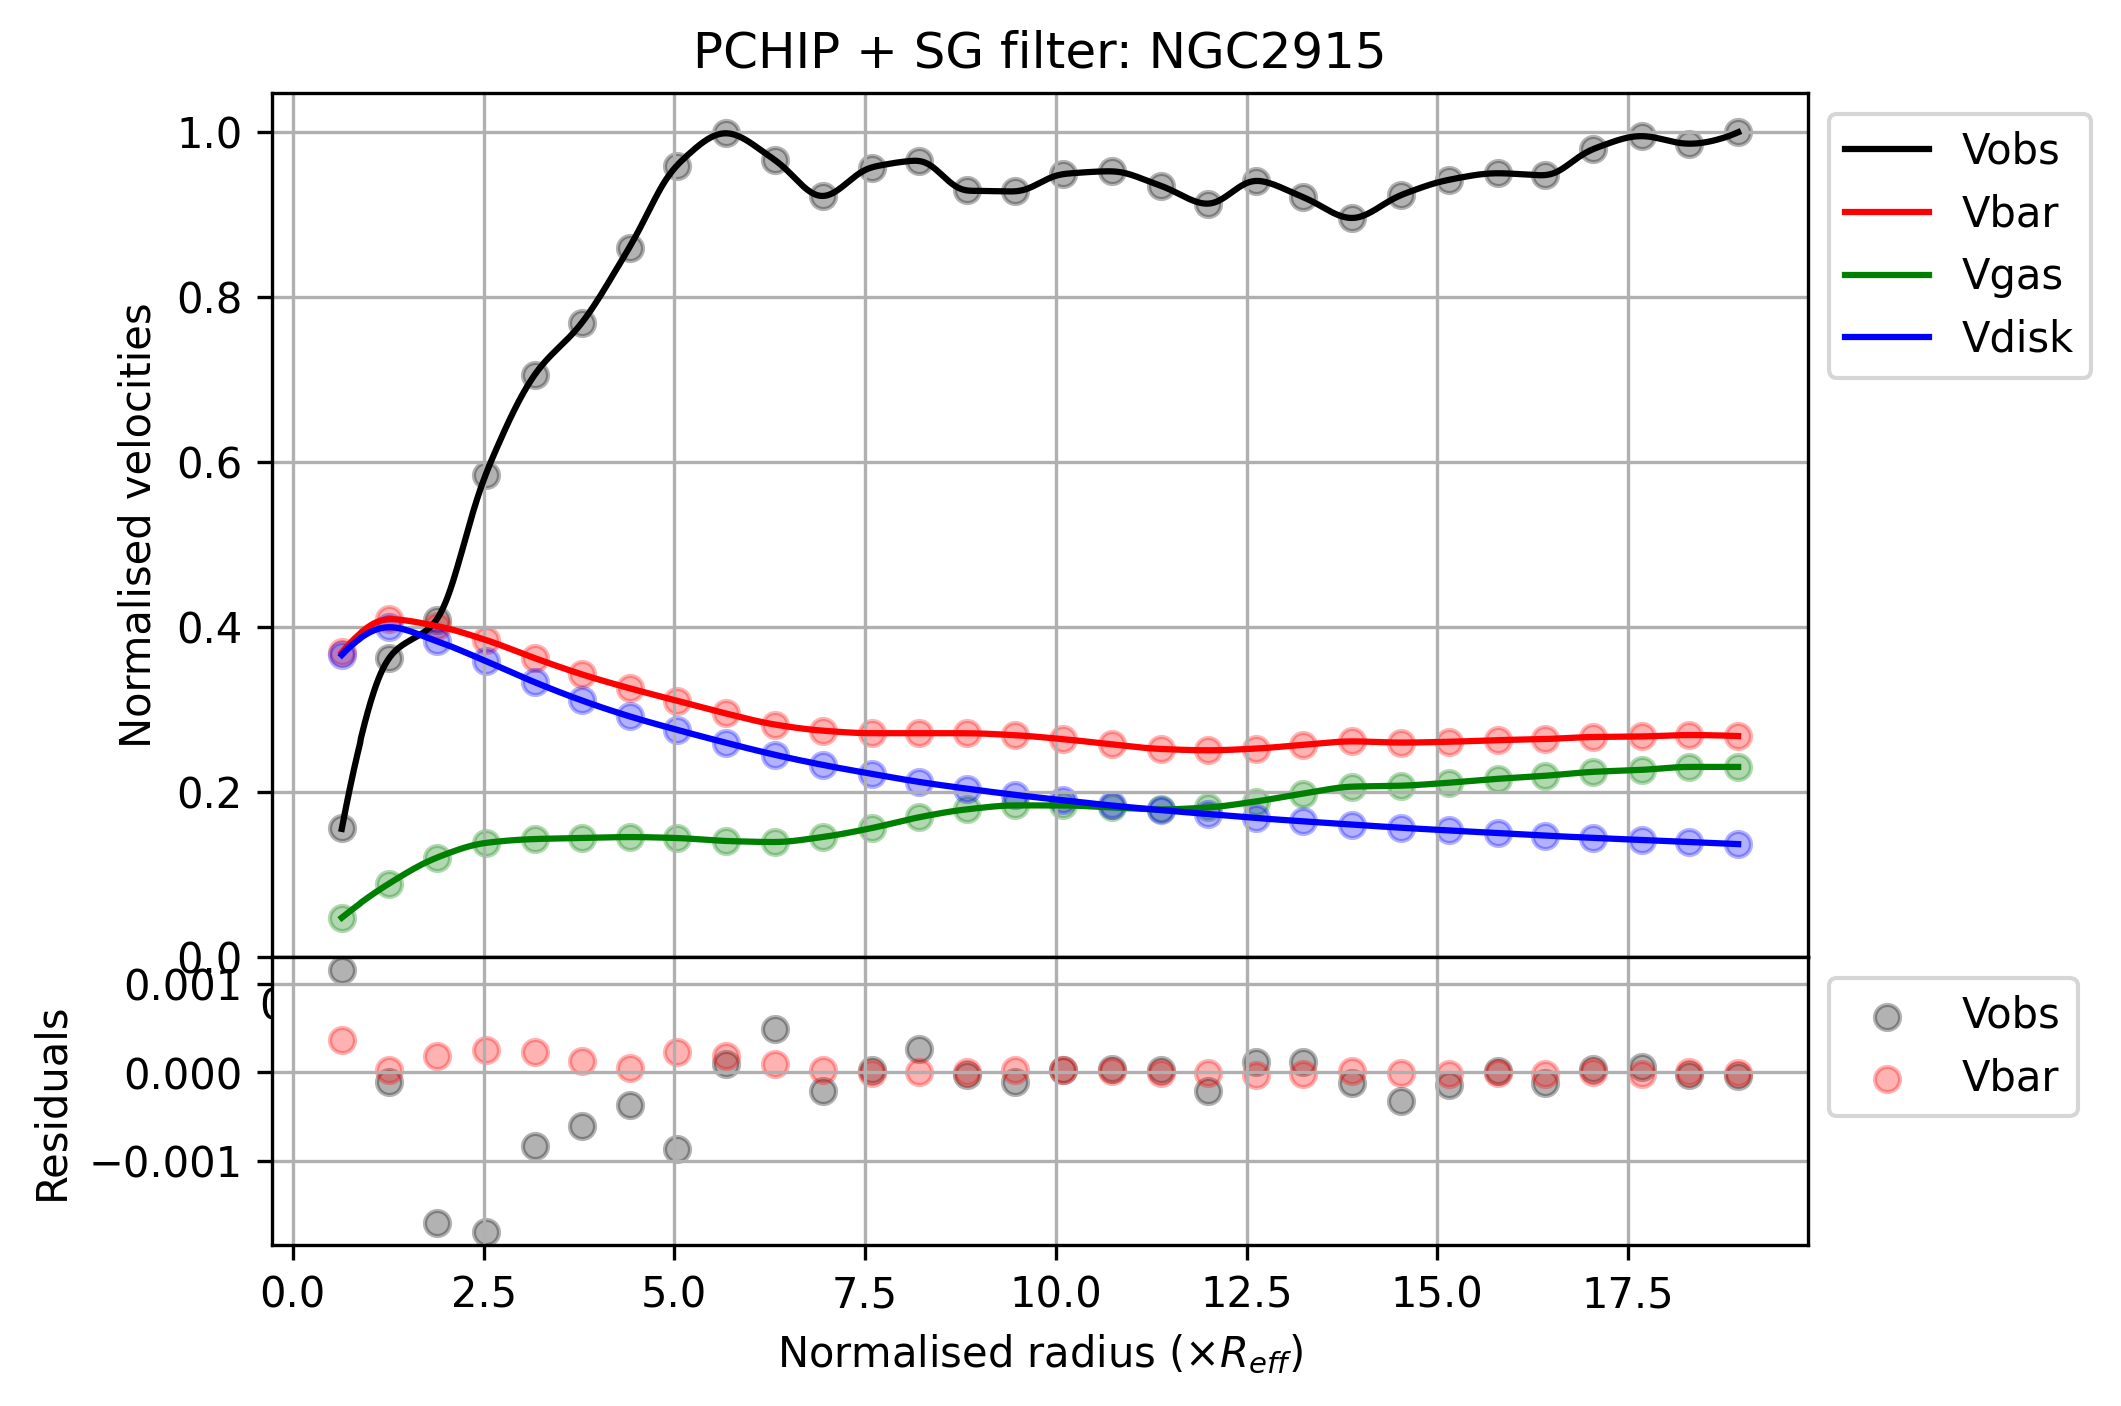 PCHIP + SG filter: NGC2915
1.0
0.8
0.6
0.4
0.2
0.0
Normalised velocities
Vobs
Vbar
Vgas
Vdisk
0.001
0.000
−0.001
Residuals
Vobs
Vbar
0.0 2.5 5.0 7.5 10.0 12.5 15.0 17.5
Normalised radius (×R_eff)